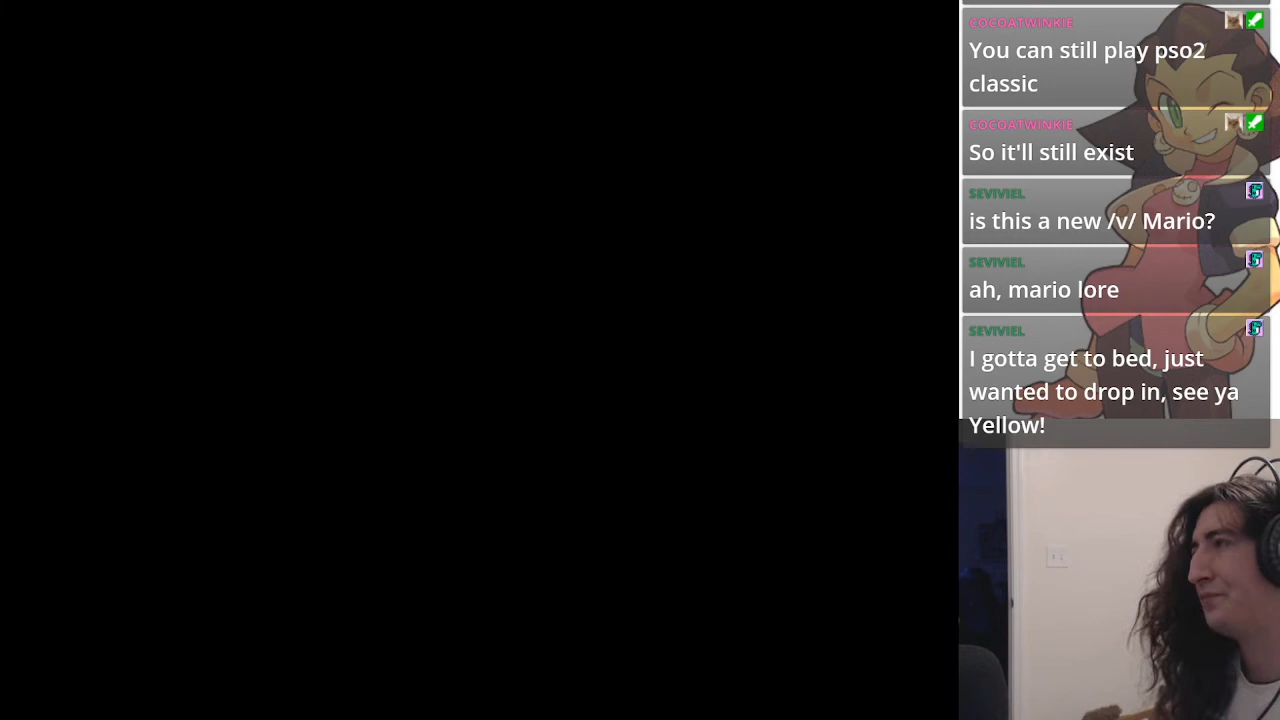 COCOATWINKIE
You can still play pso2
classic
COCOATWINKIE
So it'll still exist
SEVIVIEL
is this a new /v/ Mario?
SEVIVIEL
ah, mario lore
SEVIVIEL
I gotta get to bed, just
wanted to drop in, see ya
Yellow!